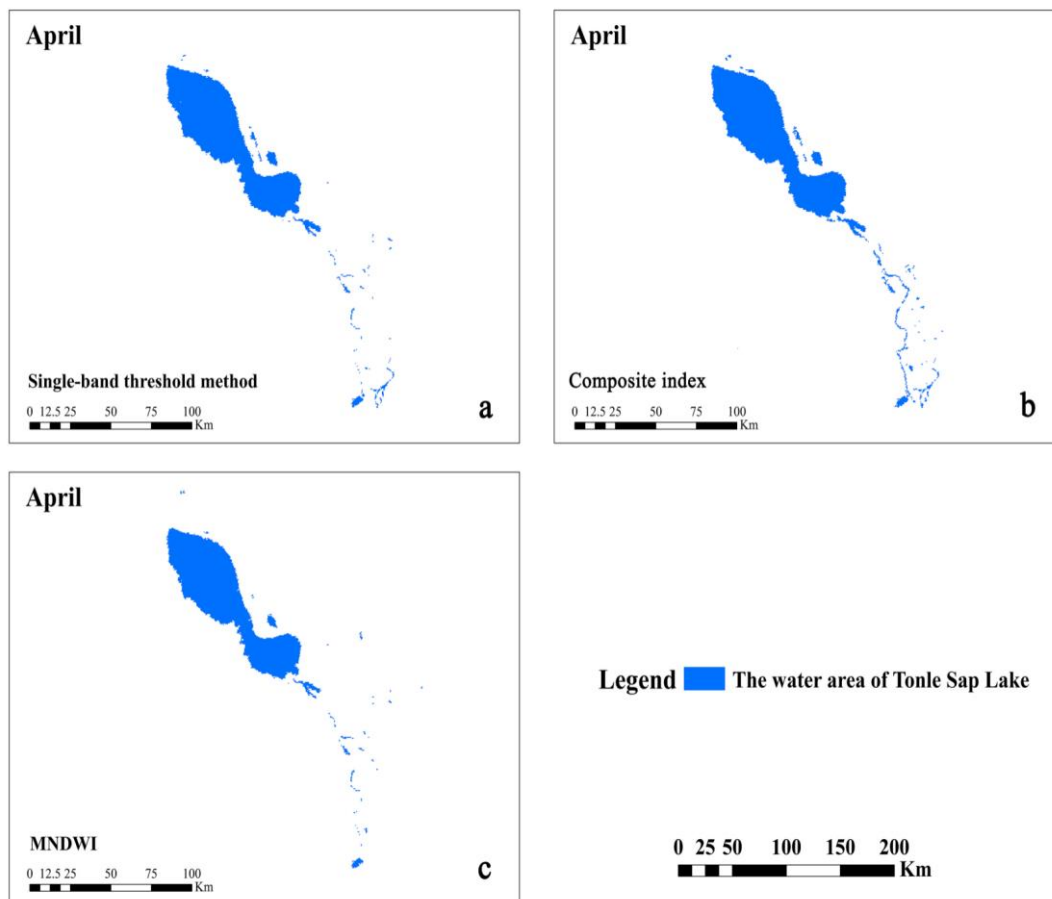 April
Single-band threshold method
0 12.5 25 50 75 100
Km
a
April
Composite index
0 12.5 25 50 75 100
Km
b
April
MNDWI
0 12.5 25 50 75 100
Km
c
Legend The water area of Tonle Sap Lake
0 25 50 100 150 200
Km